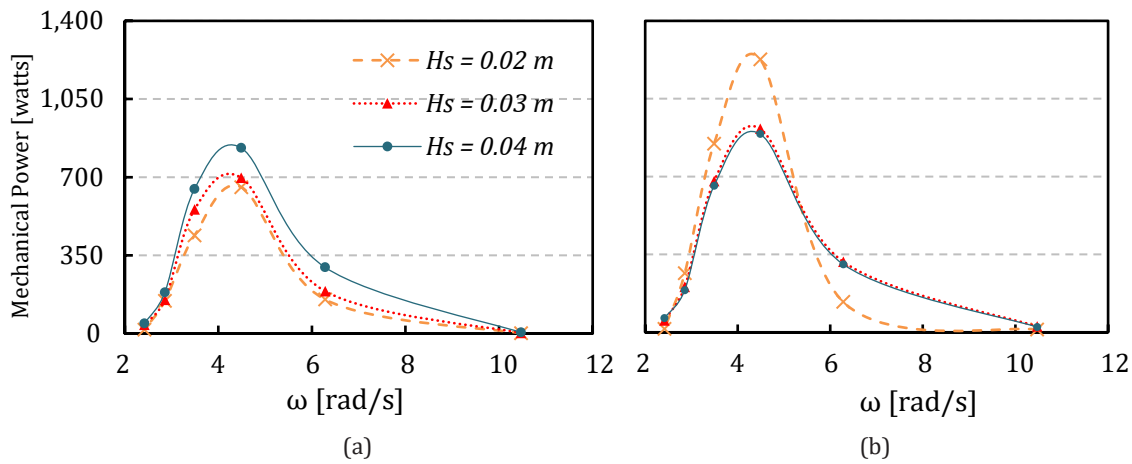 Mechanical Power [watts]
1,400
1,050
700
350
0
2
4
6
8
10
12
Hs = 0.02 m
Hs = 0.03 m
Hs = 0.04 m
ω [rad/s]
(a)
2
4
6
8
10
12
ω [rad/s]
(b)